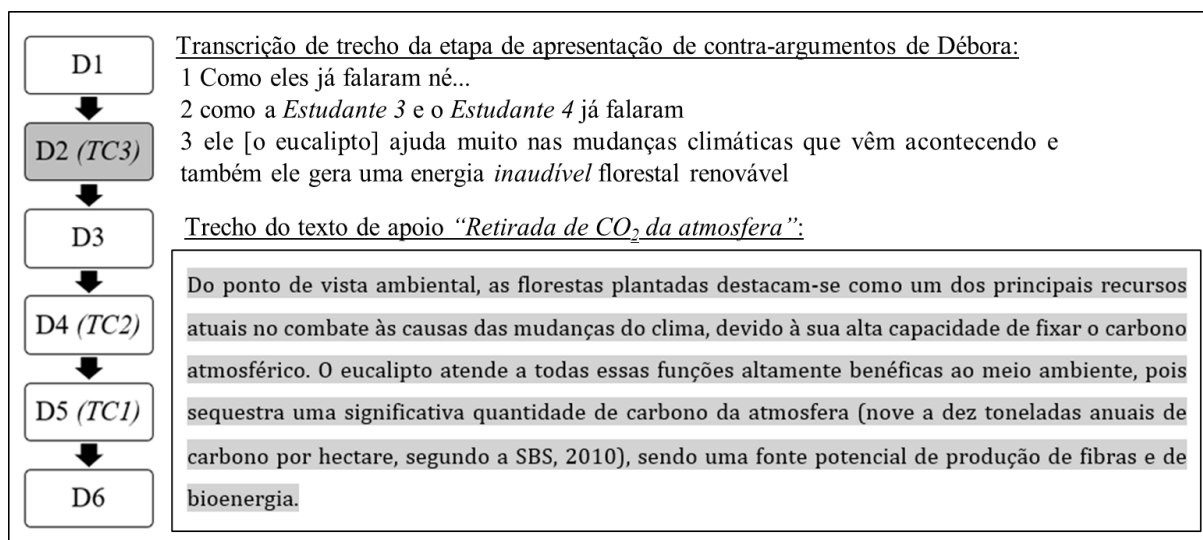 D1
D2 (TC3)
D3
D4 (TC2)
D5 (TC1)
D6
Transcrição de trecho da etapa de apresentação de contra-argumentos de Débora:
1 Como eles já falaram né...
2 como a Estudante 3 e o Estudante 4 já falaram
3 ele [o eucalipto] ajuda muito nas mudanças climáticas que vêm acontecendo e
também ele gera uma energia inaudível florestal renovável
Trecho do texto de apoio “Retirada de CO₂ da atmosfera”:
Do ponto de vista ambiental, as florestas plantadas destacam-se como um dos principais recursos
atuais no combate às causas das mudanças do clima, devido à sua alta capacidade de fixar o carbono
atmosférico. O eucalipto atende a todas essas funções altamente benéficas ao meio ambiente, pois
sequestra uma significativa quantidade de carbono da atmosfera (nove a dez toneladas anuais de
carbono por hectare, segundo a SBS, 2010), sendo uma fonte potencial de produção de fibras e de
bioenergia.